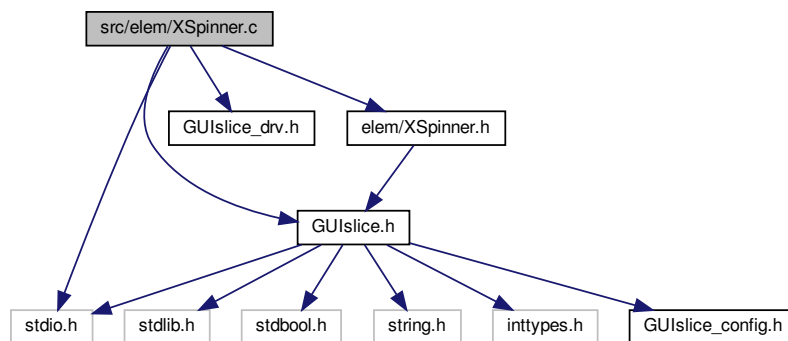 src/elem/XSpinner.c
GUIslice_drv.h
elem/XSpinner.h
GUIslice.h
stdio.h
stdlib.h
stdbool.h
string.h
inttypes.h
GUIslice_config.h